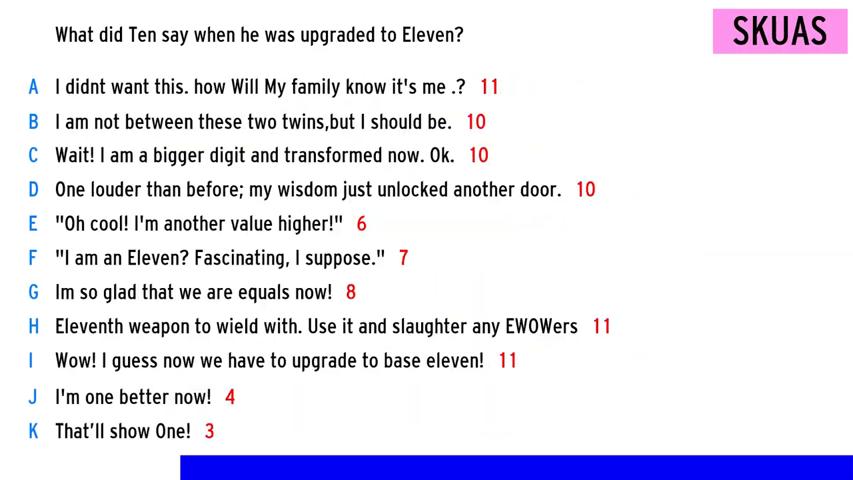 What did Ten say when he was upgraded to Eleven?
SKUAS
A I didnt want this. how Will My family know it's me .? 11
B I am not between these two twins,but I should be. 10
C Wait! I am a bigger digit and transformed now. Ok. 10
D One louder than before; my wisdom just unlocked another door. 10
E "Oh cool! I'm another value higher!" 6
F "I am an Eleven? Fascinating, I suppose." 7
G Im so glad that we are equals now! 8
H Eleventh weapon to wield with. Use it and slaughter any EWOWers 11
I Wow! I guess now we have to upgrade to base eleven! 11
J I'm one better now! 4
K That'll show One! 3